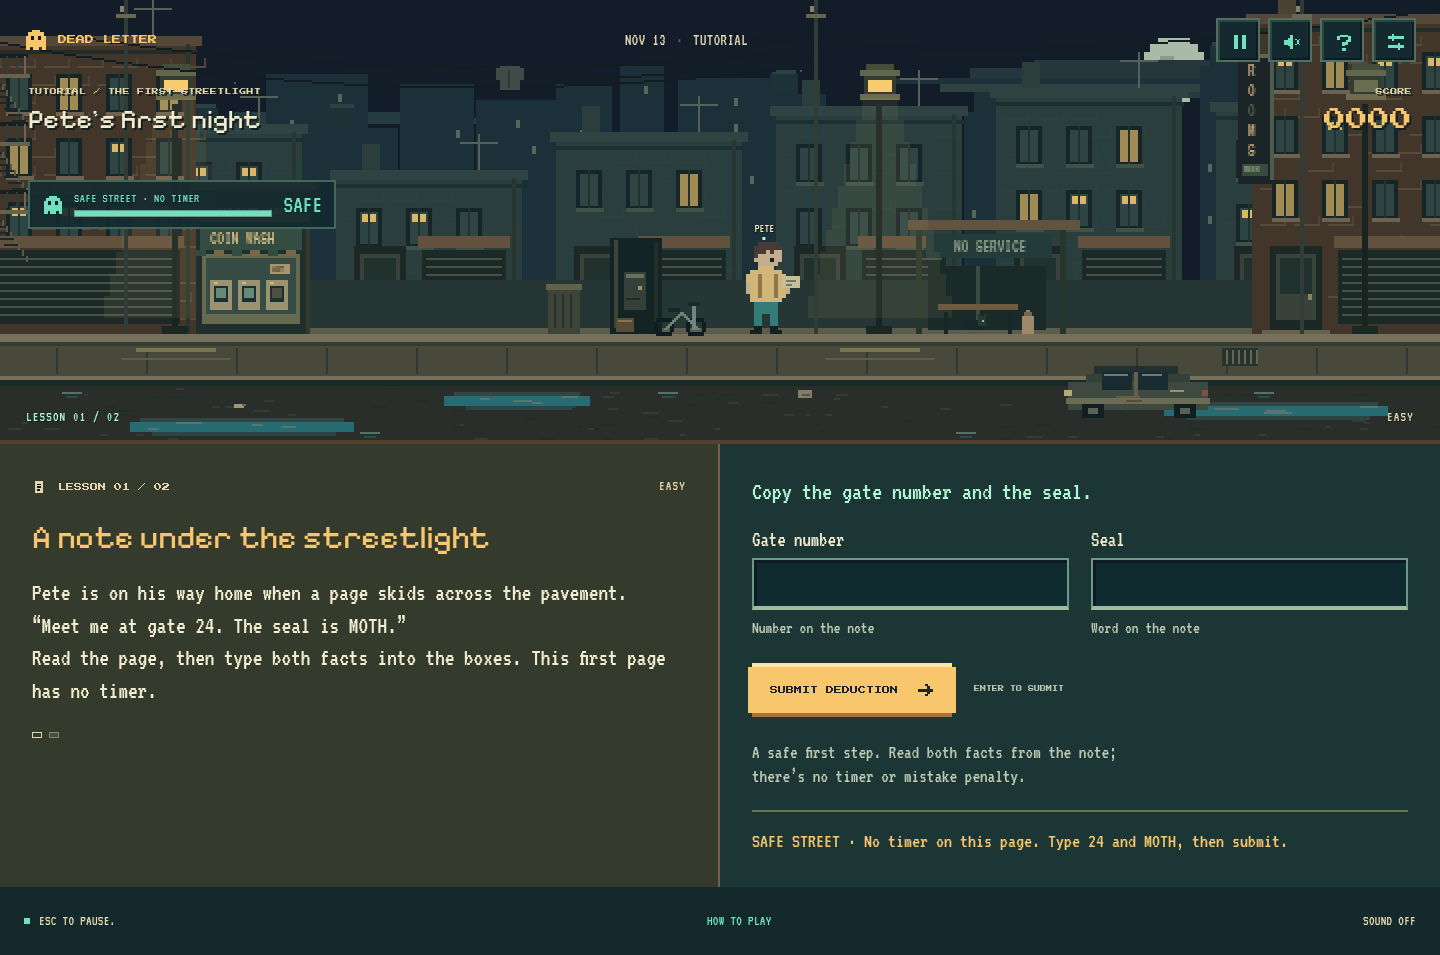 DEAD LETTER
NOV 13 · TUTORIAL
TUTORIAL / THE FIRST STREETLIGHT
Pete's first night
SCORE
0000
SAFE STREET · NO TIMER
SAFE
ROOMS
COIN WASH
PETE
NO SERVICE
LESSON 01 / 02
EASY
LESSON 01 / 02
EASY
A note under the streetlight
Pete is on his way home when a page skids across the pavement.
“Meet me at gate 24. The seal is MOTH.”
Read the page, then type both facts into the boxes. This first page
has no timer.
Copy the gate number and the seal.
Gate number
Seal
Number on the note
Word on the note
SUBMIT DEDUCTION
ENTER TO SUBMIT
A safe first step. Read both facts from the note;
there’s no timer or mistake penalty.
SAFE STREET · No timer on this page. Type 24 and MOTH, then submit.
ESC TO PAUSE.
HOW TO PLAY
SOUND OFF